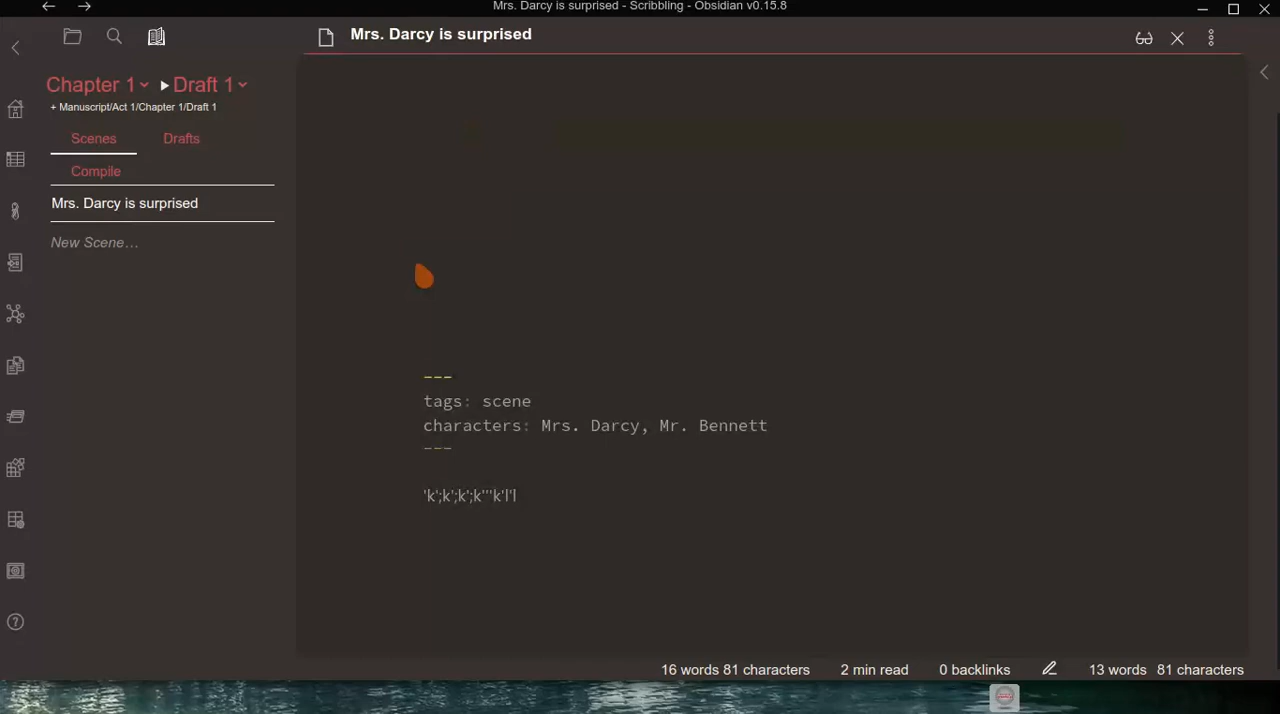 Mrs. Darcy is surprised - Scribbling - Obsidian v0.15.8
Mrs. Darcy is surprised
Chapter 1 Draft 1
+ Manuscript/Act 1/Chapter 1/Draft 1
Scenes Drafts
Compile
Mrs. Darcy is surprised
New Scene…
---
tags: scene
characters: Mrs. Darcy, Mr. Bennett
---
'k';k';k';k'''k'l'l
16 words 81 characters 2 min read 0 backlinks 13 words 81 characters